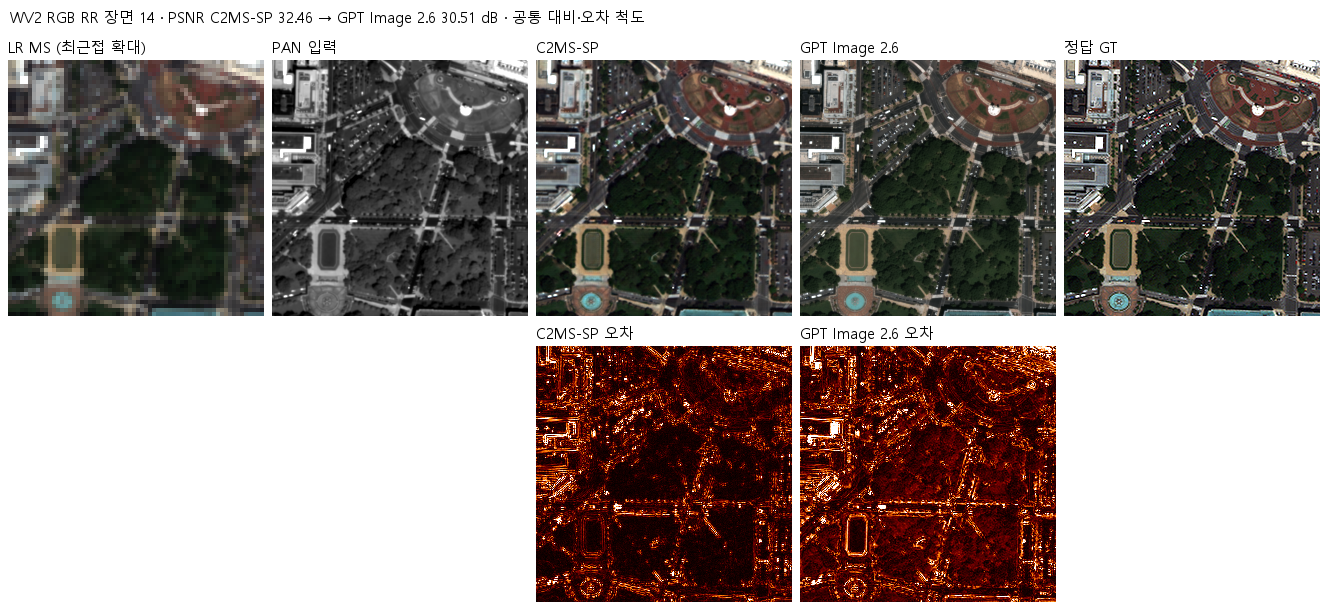 WV2 RGB RR 장면 14 · PSNR C2MS-SP 32.46 → GPT Image 2.6 30.51 dB · 공통 대비·오차 척도
LR MS (최근접 확대)
PAN 입력
C2MS-SP
GPT Image 2.6
정답 GT
C2MS-SP 오차
GPT Image 2.6 오차